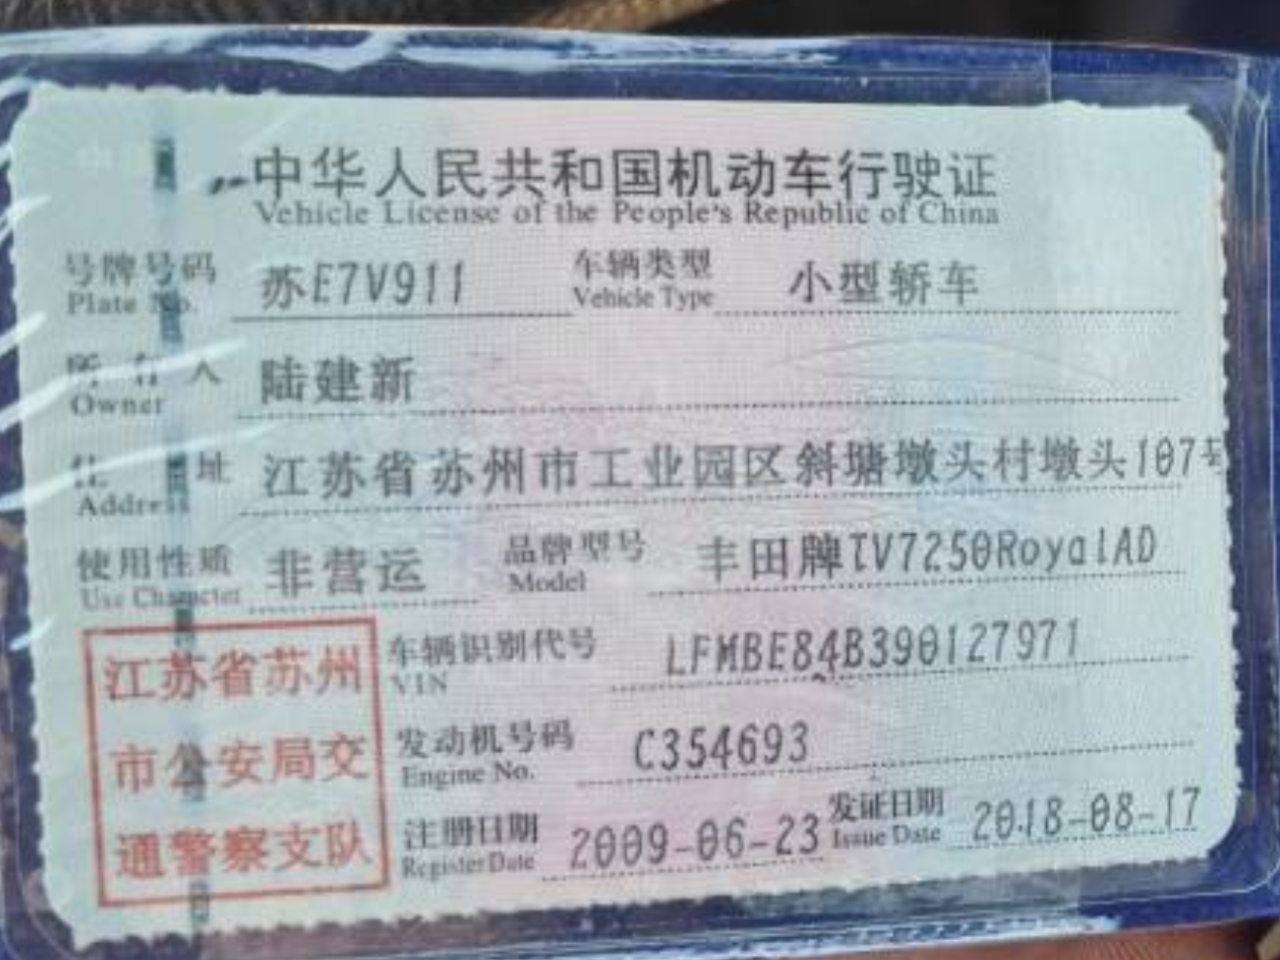 中华人民共和国机动车行驶证
Vehicle License of the People's Republic of China
号牌号码 苏E7V911 车辆类型 小型轿车
Plate No. Vehicle Type
所有人 陆建新
Owner
住址 江苏省苏州市工业园区斜塘墩头村墩头107号
Address
使用性质 非营运 品牌型号 丰田牌TV7250RoyalAD
Use Character Model
江苏省苏州
市公安局交
通警察支队
车辆识别代号 LFMBE84B390127971
VIN
发动机号码 C354693
Engine No.
注册日期 2009-06-23 发证日期 2018-08-17
Register Date Issue Date